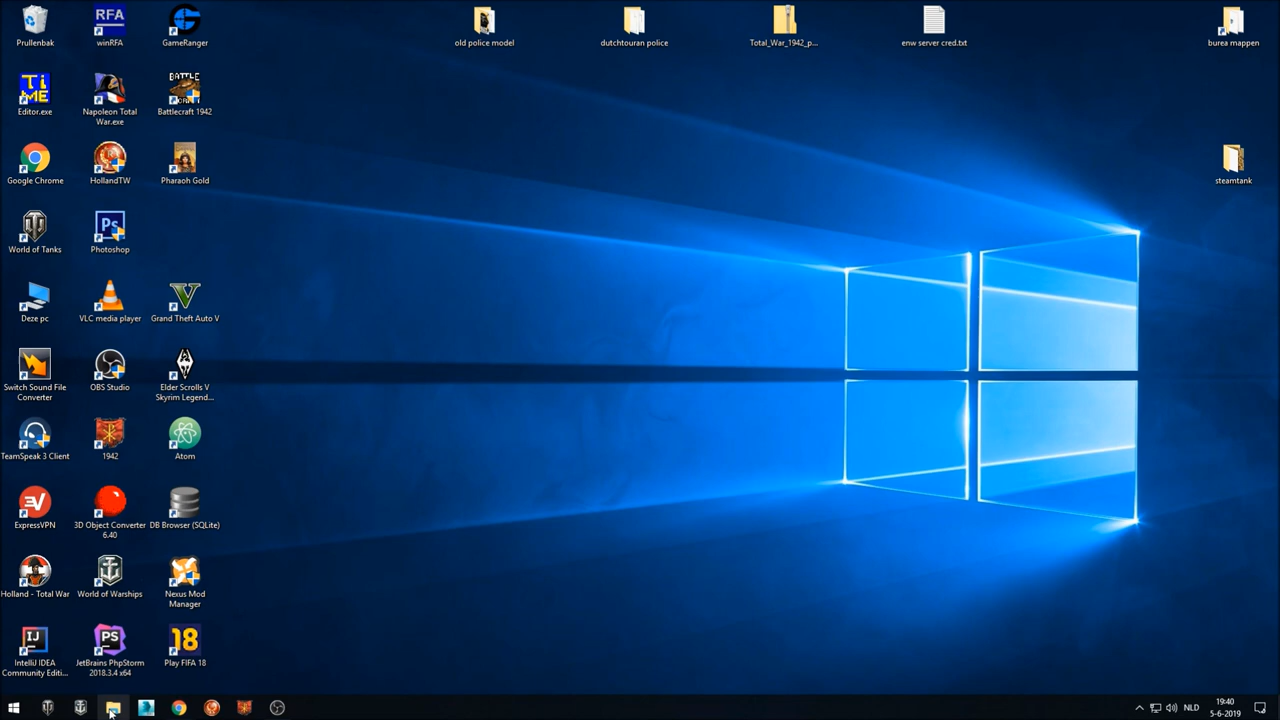 Prullenbak
winRFA
GameRanger
old police model
dutchtouran police
Total_War_1942_p...
enw server cred.txt
burea mappen
Editor.exe
Napoleon Total
War.exe
Battlecraft 1942
Google Chrome
HollandTW
Pharaoh Gold
steamtank
World of Tanks
Photoshop
Deze pc
VLC media player
Grand Theft Auto V
Switch Sound File
Converter
OBS Studio
Elder Scrolls V
Skyrim Legend...
TeamSpeak 3 Client
1942
Atom
ExpressVPN
3D Object Converter
6.40
DB Browser (SQLite)
Holland - Total War
World of Warships
Nexus Mod
Manager
IntelliJ IDEA
Community Editi...
JetBrains PhpStorm
2018.3.4 x64
Play FIFA 18
NLD
19:40
5-6-2019